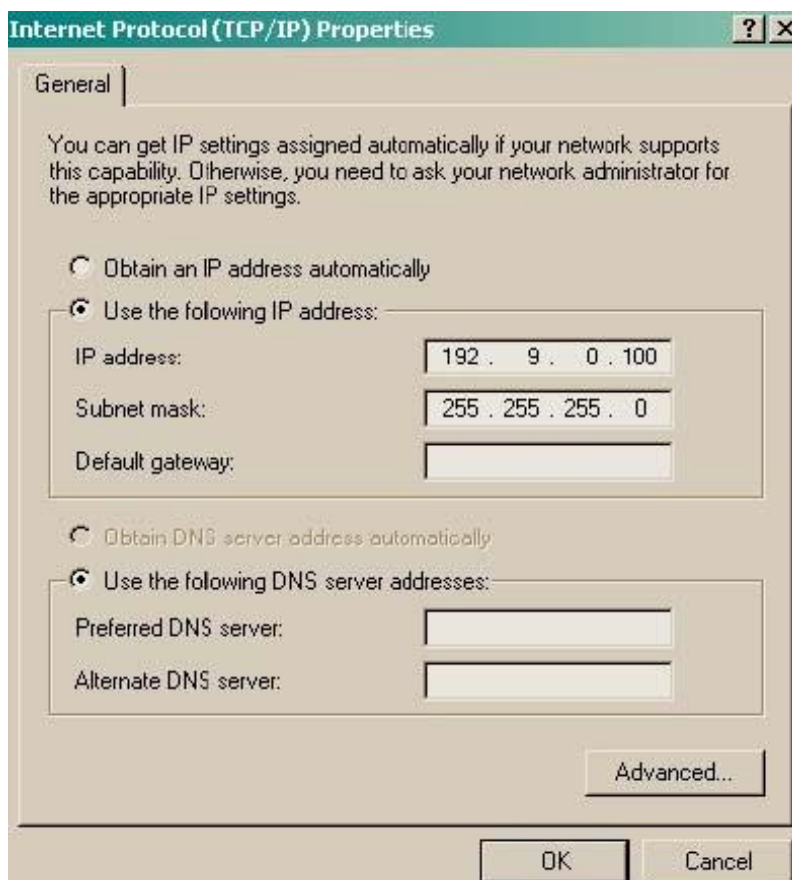 Internet Protocol (TCP/IP) Properties
General
You can get IP settings assigned automatically if your network supports
this capability. Otherwise, you need to ask your network administrator for
the appropriate IP settings.
Obtain an IP address automatically
Use the following IP address:
IP address: 192 . 9 . 0 . 100
Subnet mask: 255 . 255 . 255 . 0
Default gateway:
Obtain DNS server address automatically
Use the following DNS server addresses:
Preferred DNS server:
Alternate DNS server:
Advanced...
OK Cancel